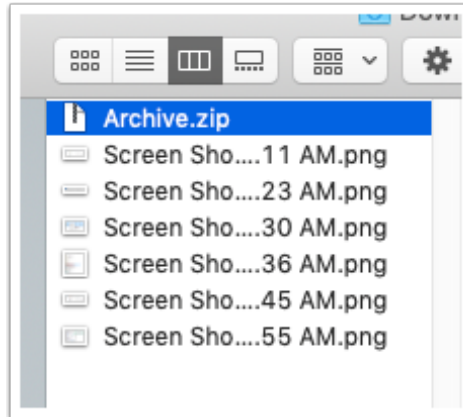 Archive.zip
Screen Sho....11 AM.png
Screen Sho....23 AM.png
Screen Sho....30 AM.png
Screen Sho....36 AM.png
Screen Sho....45 AM.png
Screen Sho....55 AM.png